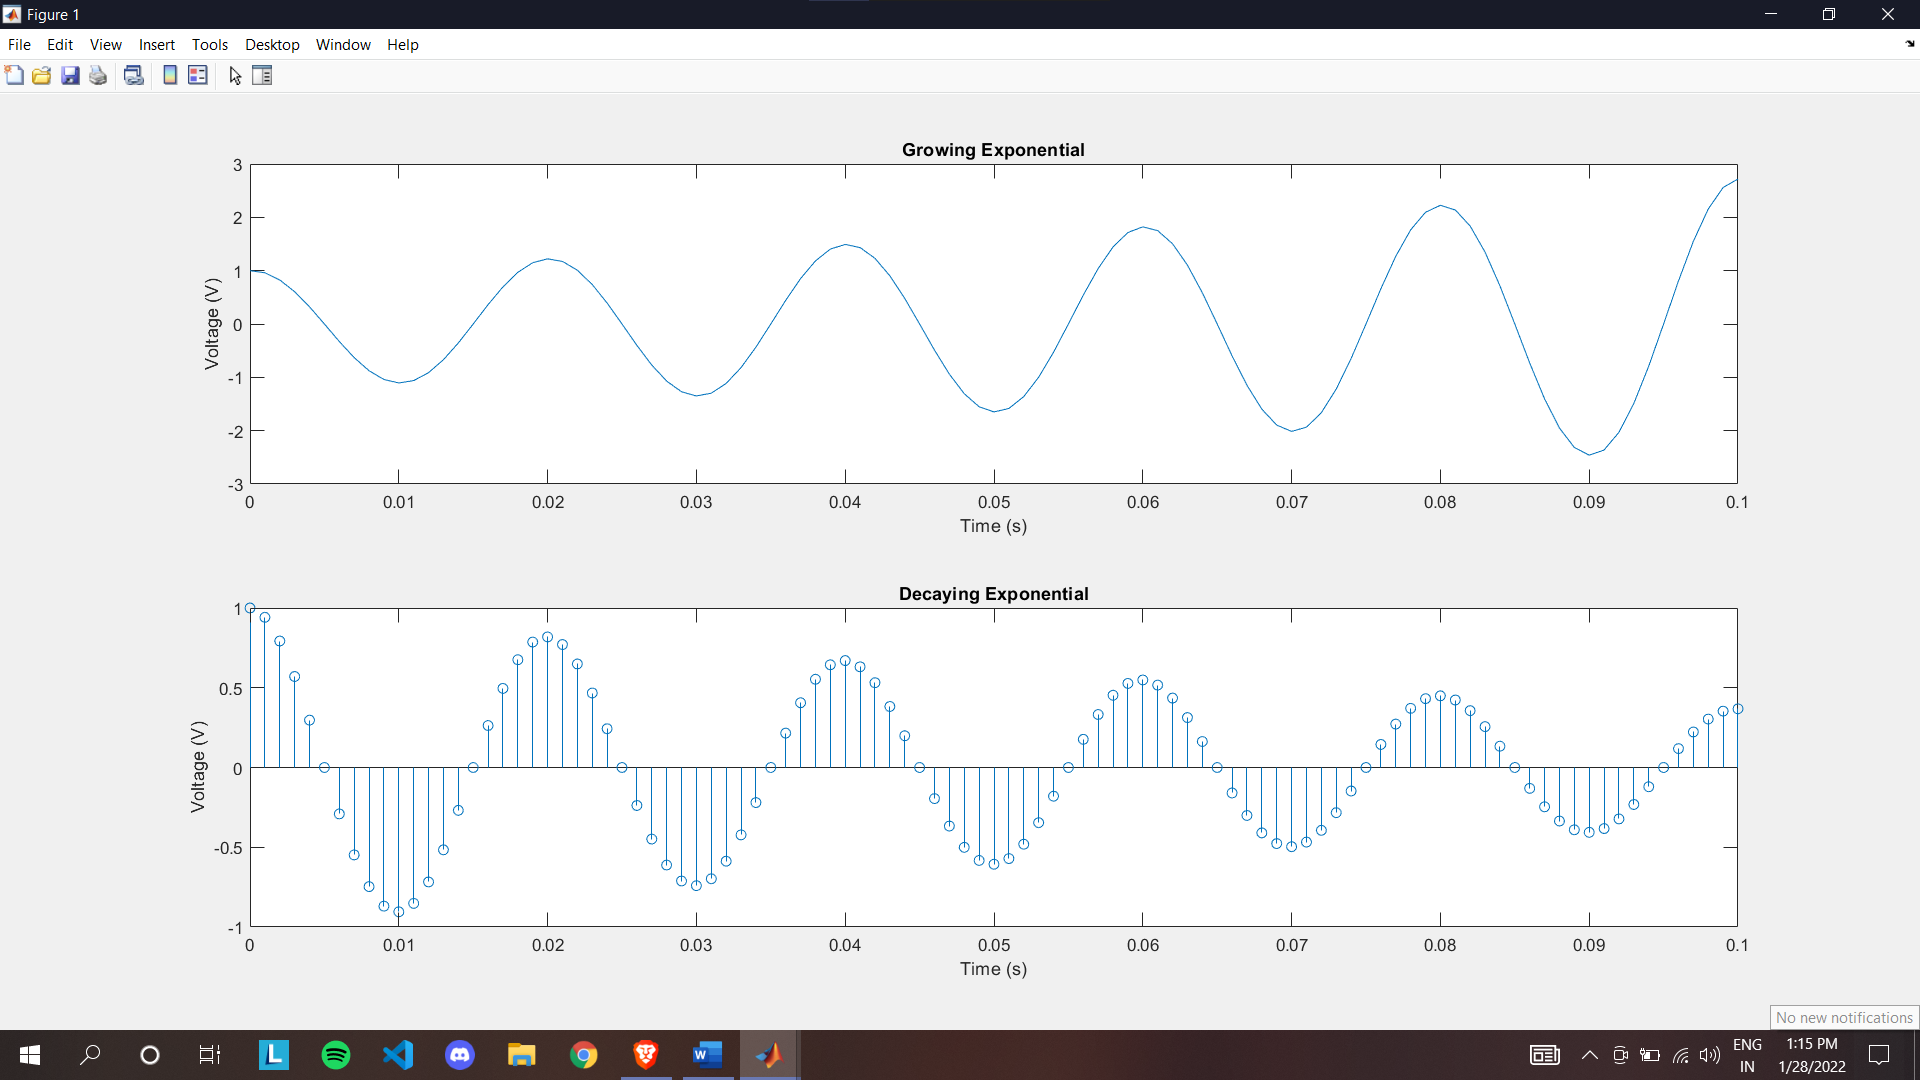 Figure 1
File Edit View Insert Tools Desktop Window Help
Growing Exponential
3
2
1
0
-1
-2
-3
Voltage (V)
0 0.01 0.02 0.03 0.04 0.05 0.06 0.07 0.08 0.09 0.1
Time (s)
Decaying Exponential
1
0.5
0
-0.5
-1
Voltage (V)
0 0.01 0.02 0.03 0.04 0.05 0.06 0.07 0.08 0.09 0.1
Time (s)
No new notifications
L
W
ENG
IN
1:15 PM
1/28/2022